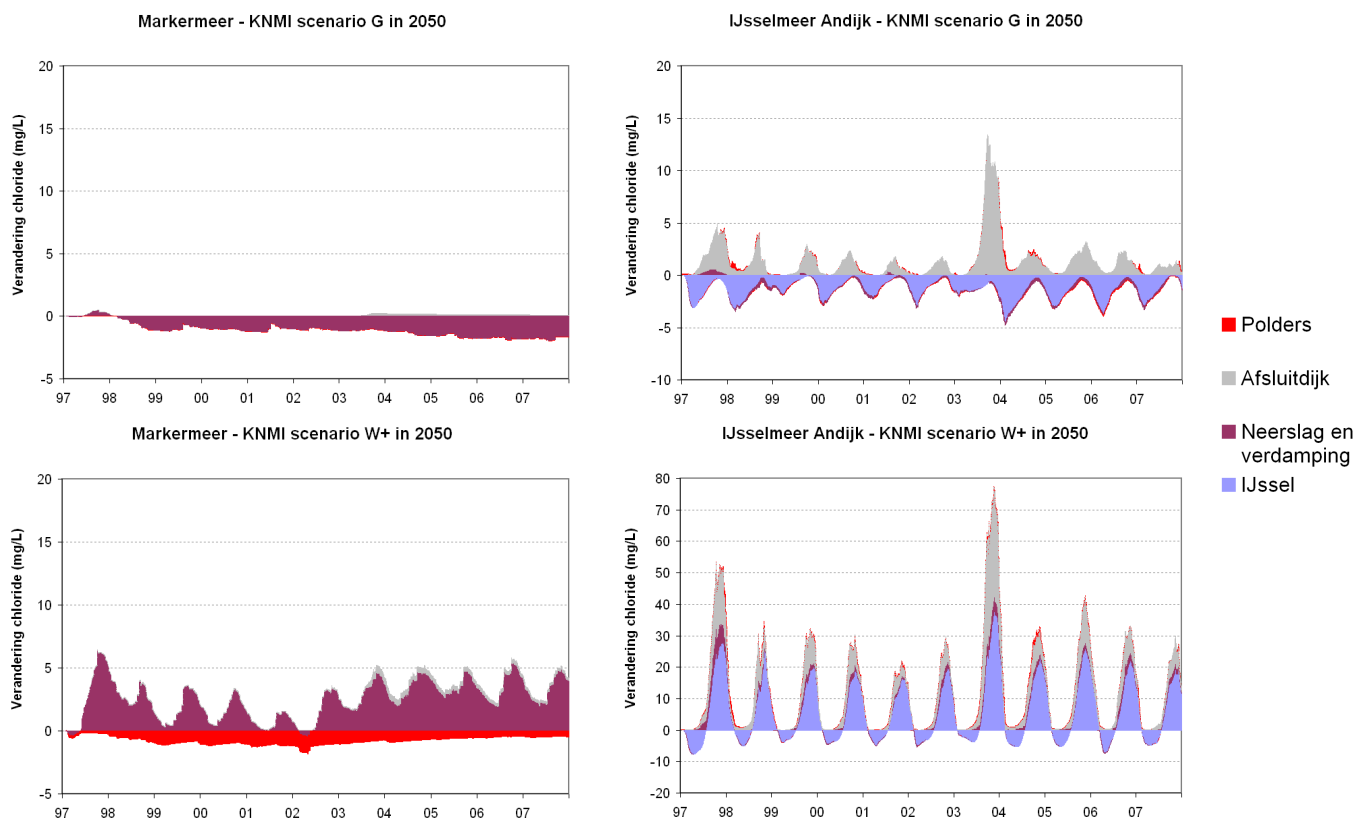 Markermeer - KNMI scenario G in 2050
Verandering chloride (mg/L)
20
15
10
5
0
-5
97 98 99 00 01 02 03 04 05 06 07
IJsselmeer Andijk - KNMI scenario G in 2050
Verandering chloride (mg/L)
20
15
10
5
0
-5
-10
97 98 99 00 01 02 03 04 05 06 07
Markermeer - KNMI scenario W+ in 2050
Verandering chloride (mg/L)
20
15
10
5
0
-5
97 98 99 00 01 02 03 04 05 06 07
IJsselmeer Andijk - KNMI scenario W+ in 2050
Verandering chloride (mg/L)
80
70
60
50
40
30
20
10
0
-10
-20
97 98 99 00 01 02 03 04 05 06 07
Polders
Afsluitdijk
Neerslag en
verdamping
IJssel